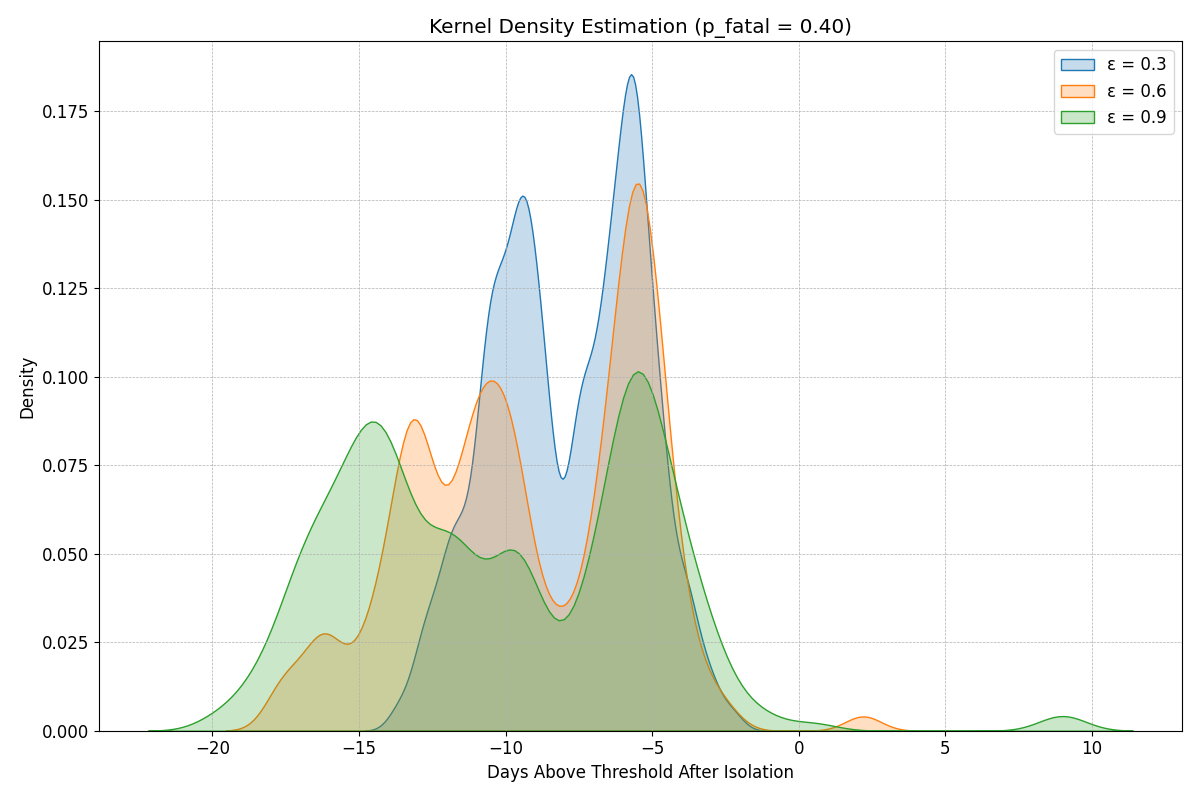 Kernel Density Estimation (p_fatal = 0.40)
ε = 0.3
ε = 0.6
ε = 0.9
Density
0.175
0.150
0.125
0.100
0.075
0.050
0.025
0.000
−20 −15 −10 −5 0 5 10
Days Above Threshold After Isolation